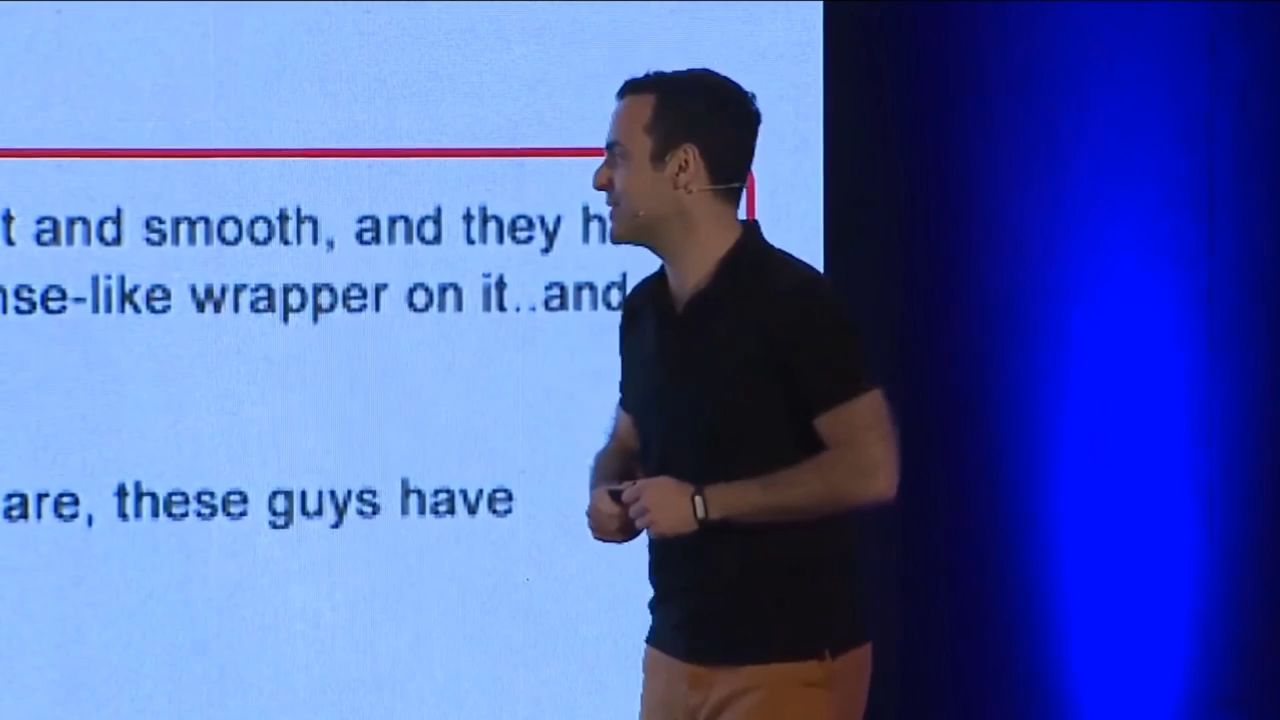 t and smooth, and they h
nse-like wrapper on it..and
are, these guys have